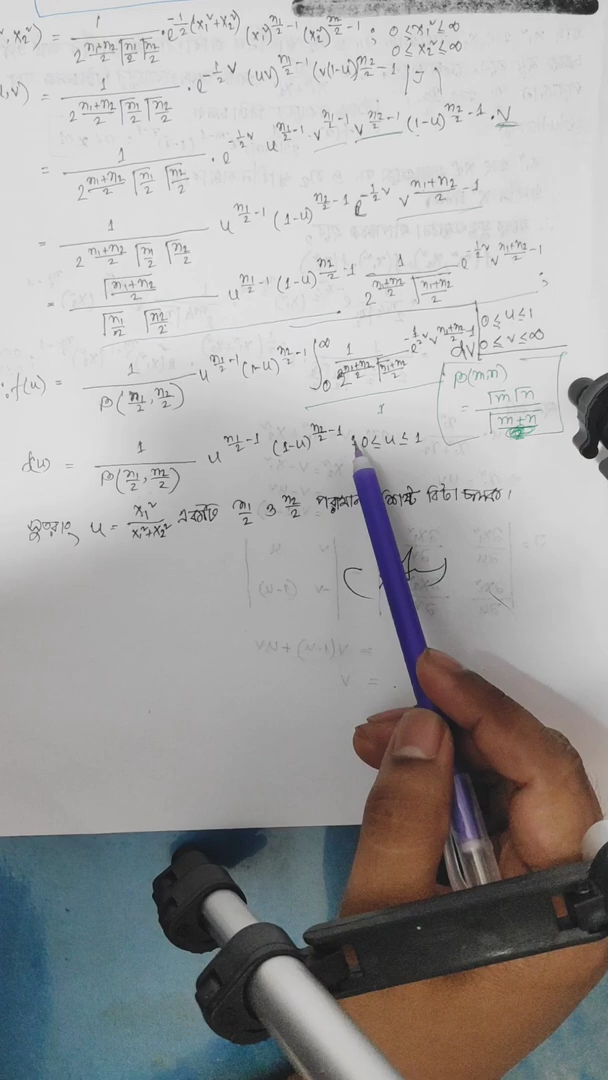 , x₂²) = 1 / (2^((n₁+n₂)/2) Γ(n₁/2) Γ(n₂/2)) · e^(-½(x₁²+x₂²)) (x₁²)^(n₁/2 -1) (x₂²)^(n₂/2 -1) ; 0 ≤ x₁² ≤ ∞
0 ≤ x₂² ≤ ∞
u,v) = 1 / (2^((n₁+n₂)/2) Γ(n₁/2) Γ(n₂/2)) · e^(-½v) (uv)^(n₁/2 -1) (v(1-u))^(n₂/2 -1) |J|
= 1 / (2^((n₁+n₂)/2) Γ(n₁/2) Γ(n₂/2)) · e^(-½v) u^(n₁/2 -1) · v^(n₁/2 -1) · v^(n₂/2 -1) (1-u)^(n₂/2 -1) · v
= 1 / (2^((n₁+n₂)/2) Γ(n₁/2) Γ(n₂/2)) u^(n₁/2 -1) (1-u)^(n₂/2 -1) e^(-½v) v^((n₁+n₂)/2 -1)
= Γ((n₁+n₂)/2) / (Γ(n₁/2) Γ(n₂/2)) u^(n₁/2 -1) (1-u)^(n₂/2 -1) 1 / (2^((n₁+n₂)/2) Γ((n₁+n₂)/2)) e^(-½v) v^((n₁+n₂)/2 -1) ;
0 ≤ u ≤ 1
0 ≤ v ≤ ∞
∴ f(u) = 1 / β(n₁/2, n₂/2) u^(n₁/2 -1) (1-u)^(n₂/2 -1) ∫₀^∞ 1 / (2^((n₁+n₂)/2) Γ((n₁+n₂)/2)) e^(-½v) v^((n₁+n₂)/2 -1) dv
1
β(m,n)
= Γm Γn / Γ(m+n)
f(u) = 1 / β(n₁/2, n₂/2) u^(n₁/2 -1) (1-u)^(n₂/2 -1) ; 0 ≤ u ≤ 1
সুতরাং u = x₁² / (x₁²+x₂²) একটি n₁/2 ও n₂/2 বিটা চলক।